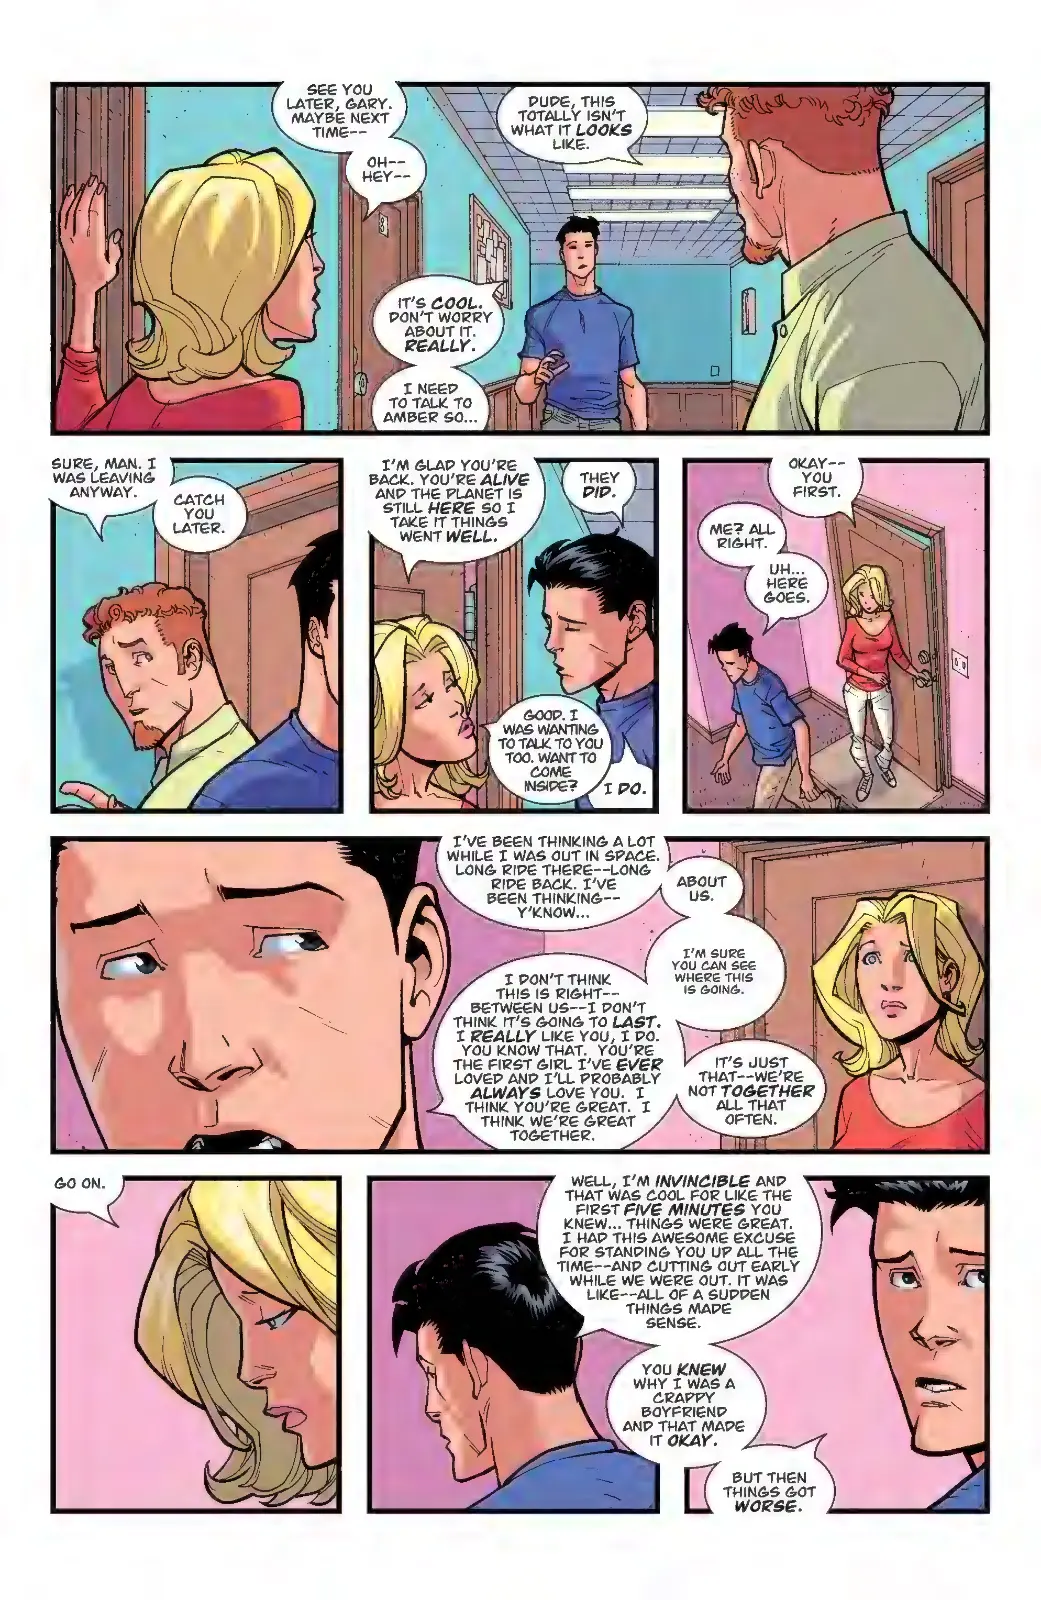 SEE YOU
LATER, GARY.
MAYBE NEXT
TIME--
OH--
HEY--
DUDE, THIS
TOTALLY ISN'T
WHAT IT LOOKS
LIKE.
8
IT'S COOL.
DON'T WORRY
ABOUT IT.
REALLY.
I NEED
TO TALK TO
AMBER SO...
SURE, MAN. I
WAS LEAVING
ANYWAY.
CATCH
YOU
LATER.
I'M GLAD YOU'RE
BACK. YOU'RE ALIVE
AND THE PLANET IS
STILL HERE SO I
TAKE IT THINGS
WENT WELL.
THEY
DID.
GOOD. I
WAS WANTING
TO TALK TO YOU
TOO. WANT TO
COME
INSIDE?
I DO.
OKAY--
YOU
FIRST.
ME? ALL
RIGHT.
UH...
HERE
GOES.
I'VE BEEN THINKING A LOT
WHILE I WAS OUT IN SPACE.
LONG RIDE THERE--LONG
RIDE BACK. I'VE
BEEN THINKING--
Y'KNOW...
ABOUT
US.
I'M SURE
YOU CAN SEE
WHERE THIS
IS GOING.
I DON'T THINK
THIS IS RIGHT--
BETWEEN US--I DON'T
THINK IT'S GOING TO LAST.
I REALLY LIKE YOU, I DO.
YOU KNOW THAT. YOU'RE
THE FIRST GIRL I'VE EVER
LOVED AND I'LL PROBABLY
ALWAYS LOVE YOU. I
THINK YOU'RE GREAT. I
THINK WE'RE GREAT
TOGETHER.
IT'S JUST
THAT--WE'RE
NOT TOGETHER
ALL THAT
OFTEN.
GO ON.
WELL, I'M INVINCIBLE AND
THAT WAS COOL FOR LIKE THE
FIRST FIVE MINUTES YOU
KNEW... THINGS WERE GREAT.
I HAD THIS AWESOME EXCUSE
FOR STANDING YOU UP ALL THE
TIME--AND CUTTING OUT EARLY
WHILE WE WERE OUT. IT WAS
LIKE--ALL OF A SUDDEN
THINGS MADE
SENSE.
YOU KNEW
WHY I WAS A
CRAPPY
BOYFRIEND
AND THAT MADE
IT OKAY.
BUT THEN
THINGS GOT
WORSE.